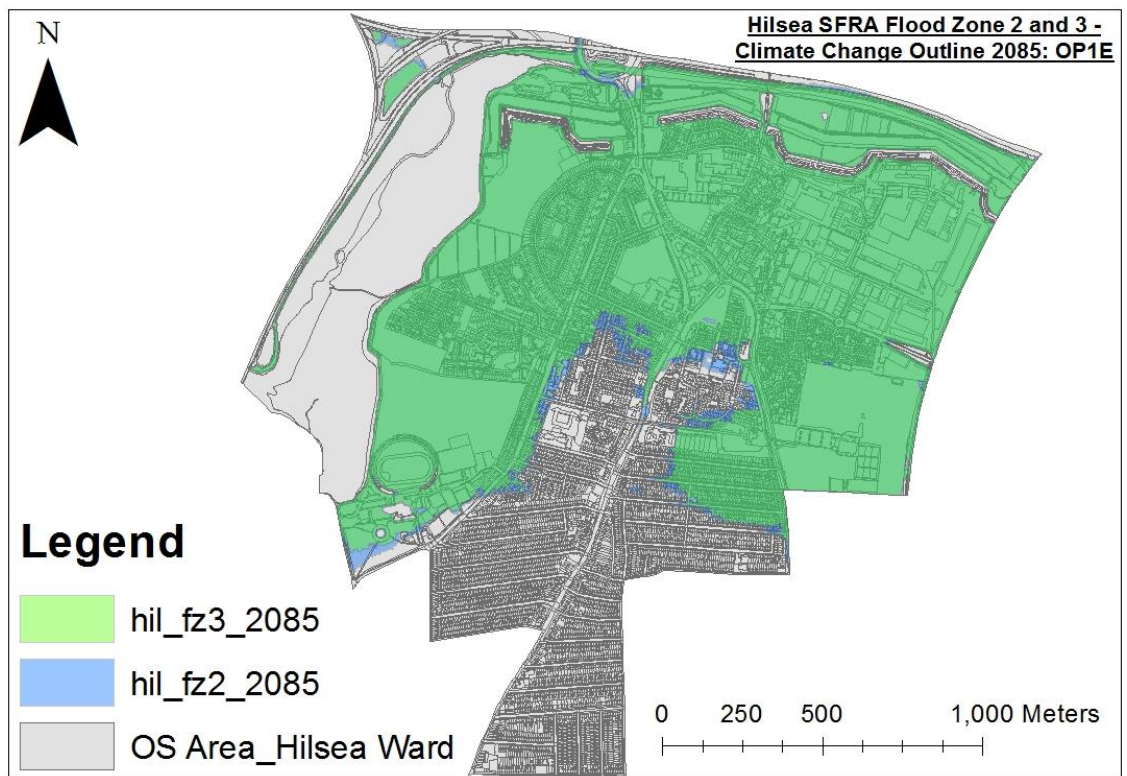 N
Hilsea SFRA Flood Zone 2 and 3 -
Climate Change Outline 2085: OP1E
Legend
hil_fz3_2085
hil_fz2_2085
OS Area_Hilsea Ward
0 250 500 1,000 Meters